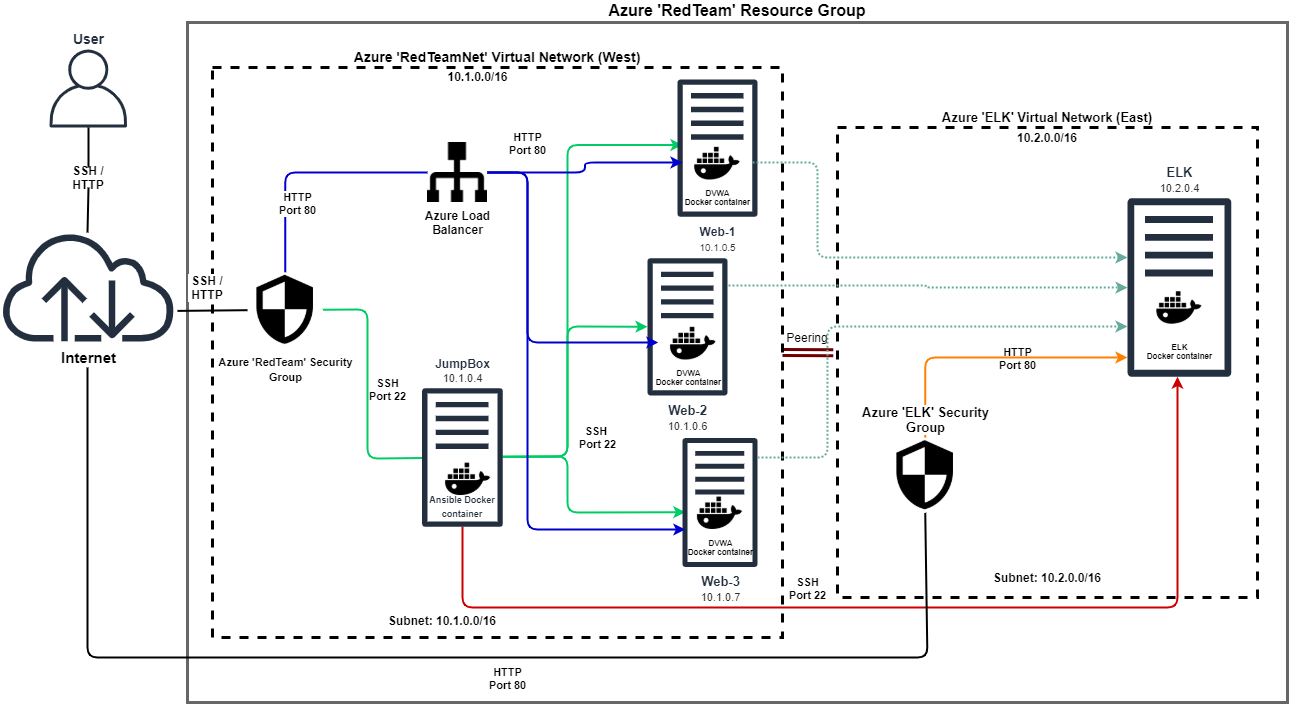 Azure 'RedTeam' Resource Group
User
SSH /
HTTP
Internet
SSH /
HTTP
Azure 'RedTeamNet' Virtual Network (West)
10.1.0.0/16
HTTP
Port 80
Azure 'RedTeam' Security
Group
Azure Load
Balancer
HTTP
Port 80
SSH
Port 22
JumpBox
10.1.0.4
Ansible Docker
container
SSH
Port 22
DVWA
Docker container
Web-1
10.1.0.5
DVWA
Docker container
Web-2
10.1.0.6
DVWA
Docker container
Web-3
10.1.0.7
Subnet: 10.1.0.0/16
Peering
SSH
Port 22
Azure 'ELK' Virtual Network (East)
10.2.0.0/16
ELK
10.2.0.4
ELK
Docker container
HTTP
Port 80
Azure 'ELK' Security
Group
Subnet: 10.2.0.0/16
HTTP
Port 80